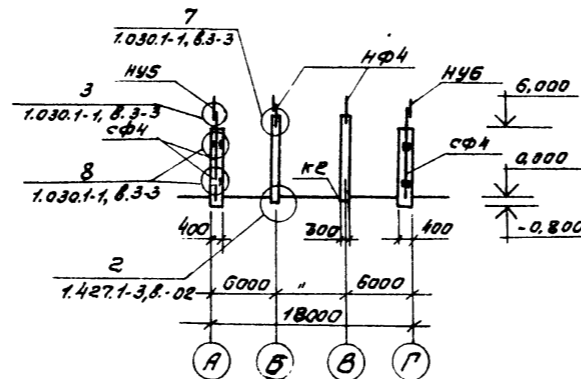 7
1.030.1-1, в.3-3
НУ5
НФ4
НУ6
3
1.030.1-1, в.3-3
6,000
сф4
сф4
0,000
8
1.030.1-1, в.3-3
к2
-0,800
400
300
400
2
1.427.1-3, в.-02
6000
"
6000
18000
А
Б
В
Г